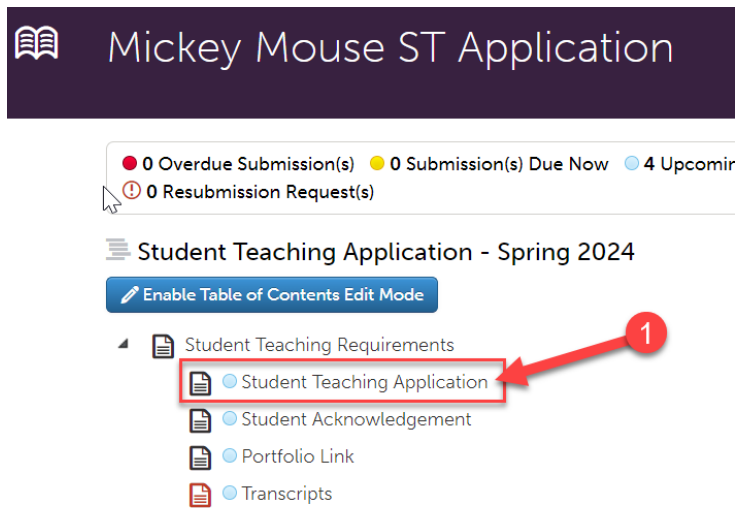 Mickey Mouse ST Application
0 Overdue Submission(s) 0 Submission(s) Due Now 4 Upcomin
0 Resubmission Request(s)
Student Teaching Application - Spring 2024
Enable Table of Contents Edit Mode
Student Teaching Requirements
1
Student Teaching Application
Student Acknowledgement
Portfolio Link
Transcripts